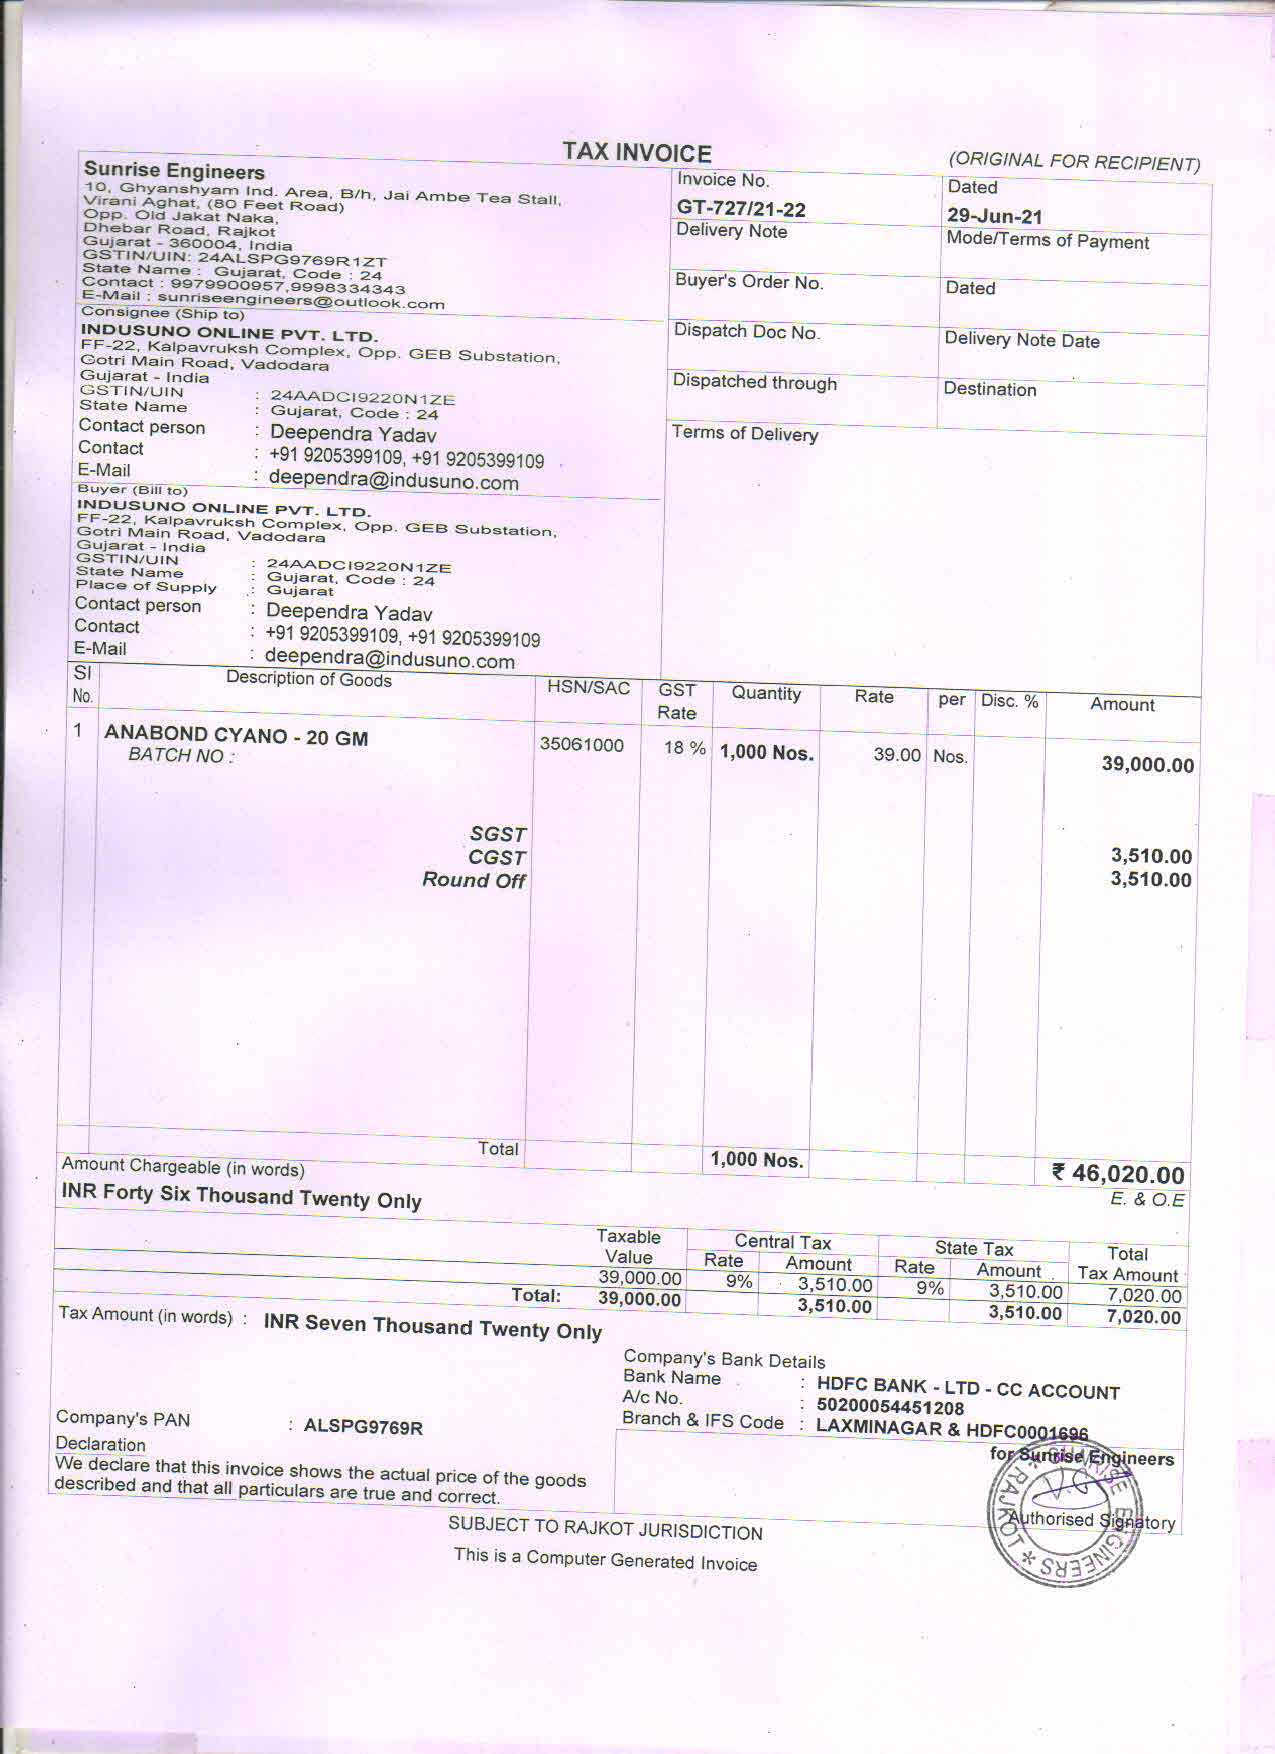 TAX INVOICE
(ORIGINAL FOR RECIPIENT)
Sunrise Engineers
10, Ghyanshyam Ind. Area, B/h, Jai Ambe Tea Stall,
Virani Aghat, (80 Feet Road)
Opp. Old Jakat Naka,
Dhebar Road, Rajkot
Gujarat - 360004, India
GSTIN/UIN: 24ALSPG9769R1ZT
State Name : Gujarat, Code : 24
Contact : 9979900957,9998334343
E-Mail : sunriseengineers@outlook.com
Invoice No.
GT-727/21-22
Dated
29-Jun-21
Delivery Note
Mode/Terms of Payment
Buyer's Order No.
Dated
Dispatch Doc No.
Delivery Note Date
Dispatched through
Destination
Terms of Delivery
Consignee (Ship to)
INDUSUNO ONLINE PVT. LTD.
FF-22, Kalpavruksh Complex, Opp. GEB Substation,
Gotri Main Road, Vadodara
Gujarat - India
GSTIN/UIN : 24AADCI9220N1ZE
State Name : Gujarat, Code : 24
Contact person : Deependra Yadav
Contact : +91 9205399109, +91 9205399109
E-Mail : deependra@indusuno.com
Buyer (Bill to)
INDUSUNO ONLINE PVT. LTD.
FF-22, Kalpavruksh Complex, Opp. GEB Substation,
Gotri Main Road, Vadodara
Gujarat - India
GSTIN/UIN : 24AADCI9220N1ZE
State Name : Gujarat, Code : 24
Place of Supply : Gujarat
Contact person : Deependra Yadav
Contact : +91 9205399109, +91 9205399109
E-Mail : deependra@indusuno.com
Sl No. Description of Goods HSN/SAC GST Rate Quantity Rate per Disc. % Amount
1 ANABOND CYANO - 20 GM 35061000 18 % 1,000 Nos. 39.00 Nos. 39,000.00
BATCH NO :
SGST 3,510.00
CGST 3,510.00
Round Off
Total 1,000 Nos. ₹ 46,020.00
Amount Chargeable (in words) E. & O.E
INR Forty Six Thousand Twenty Only
Taxable Value Central Tax State Tax Total Tax Amount
Rate Amount Rate Amount
39,000.00 9% 3,510.00 9% 3,510.00 7,020.00
Total: 39,000.00 3,510.00 3,510.00 7,020.00
Tax Amount (in words) : INR Seven Thousand Twenty Only
Company's Bank Details
Bank Name : HDFC BANK - LTD - CC ACCOUNT
A/c No. : 50200054451208
Branch & IFS Code : LAXMINAGAR & HDFC0001696
Company's PAN : ALSPG9769R
Declaration
We declare that this invoice shows the actual price of the goods
described and that all particulars are true and correct.
for Sunrise Engineers
Authorised Signatory
SUNRISE ENGINEERS * RAJKOT *
SUBJECT TO RAJKOT JURISDICTION
This is a Computer Generated Invoice